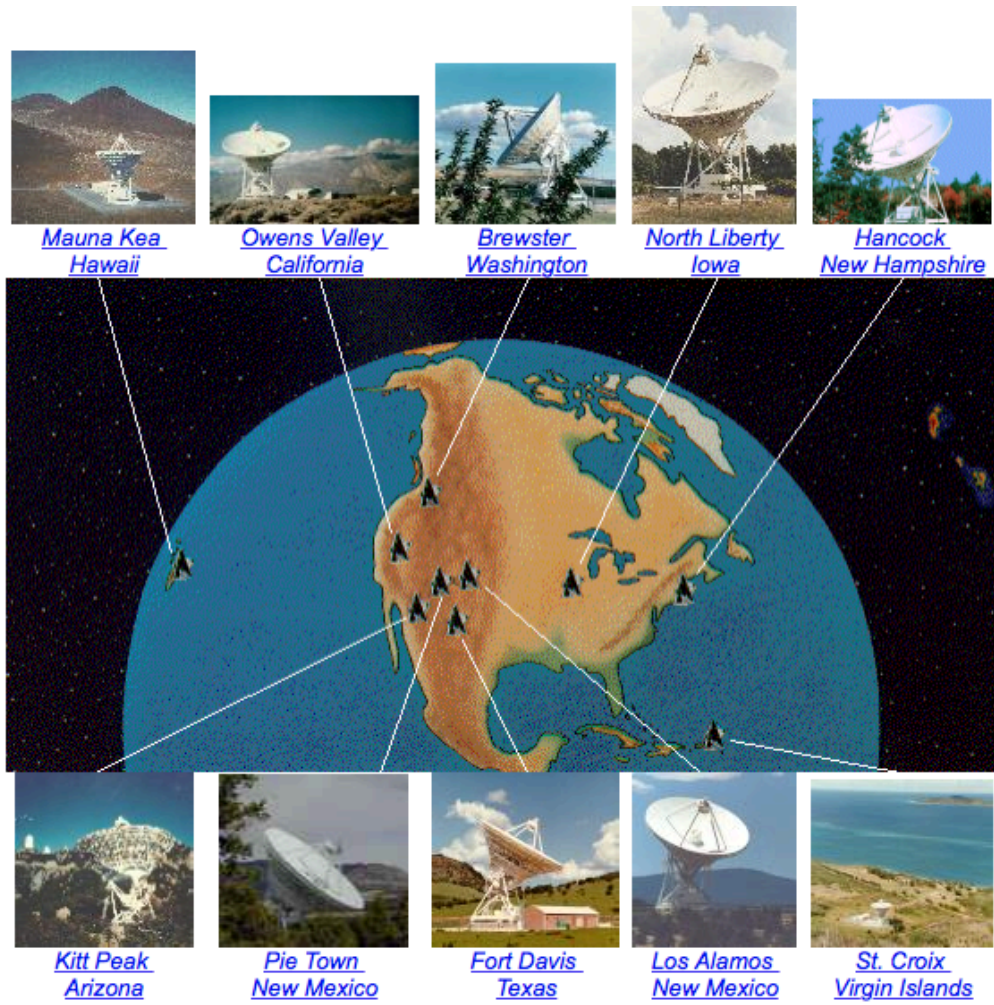 Mauna Kea
Hawaii
Owens Valley
California
Brewster
Washington
North Liberty
Iowa
Hancock
New Hampshire
Kitt Peak
Arizona
Pie Town
New Mexico
Fort Davis
Texas
Los Alamos
New Mexico
St. Croix
Virgin Islands